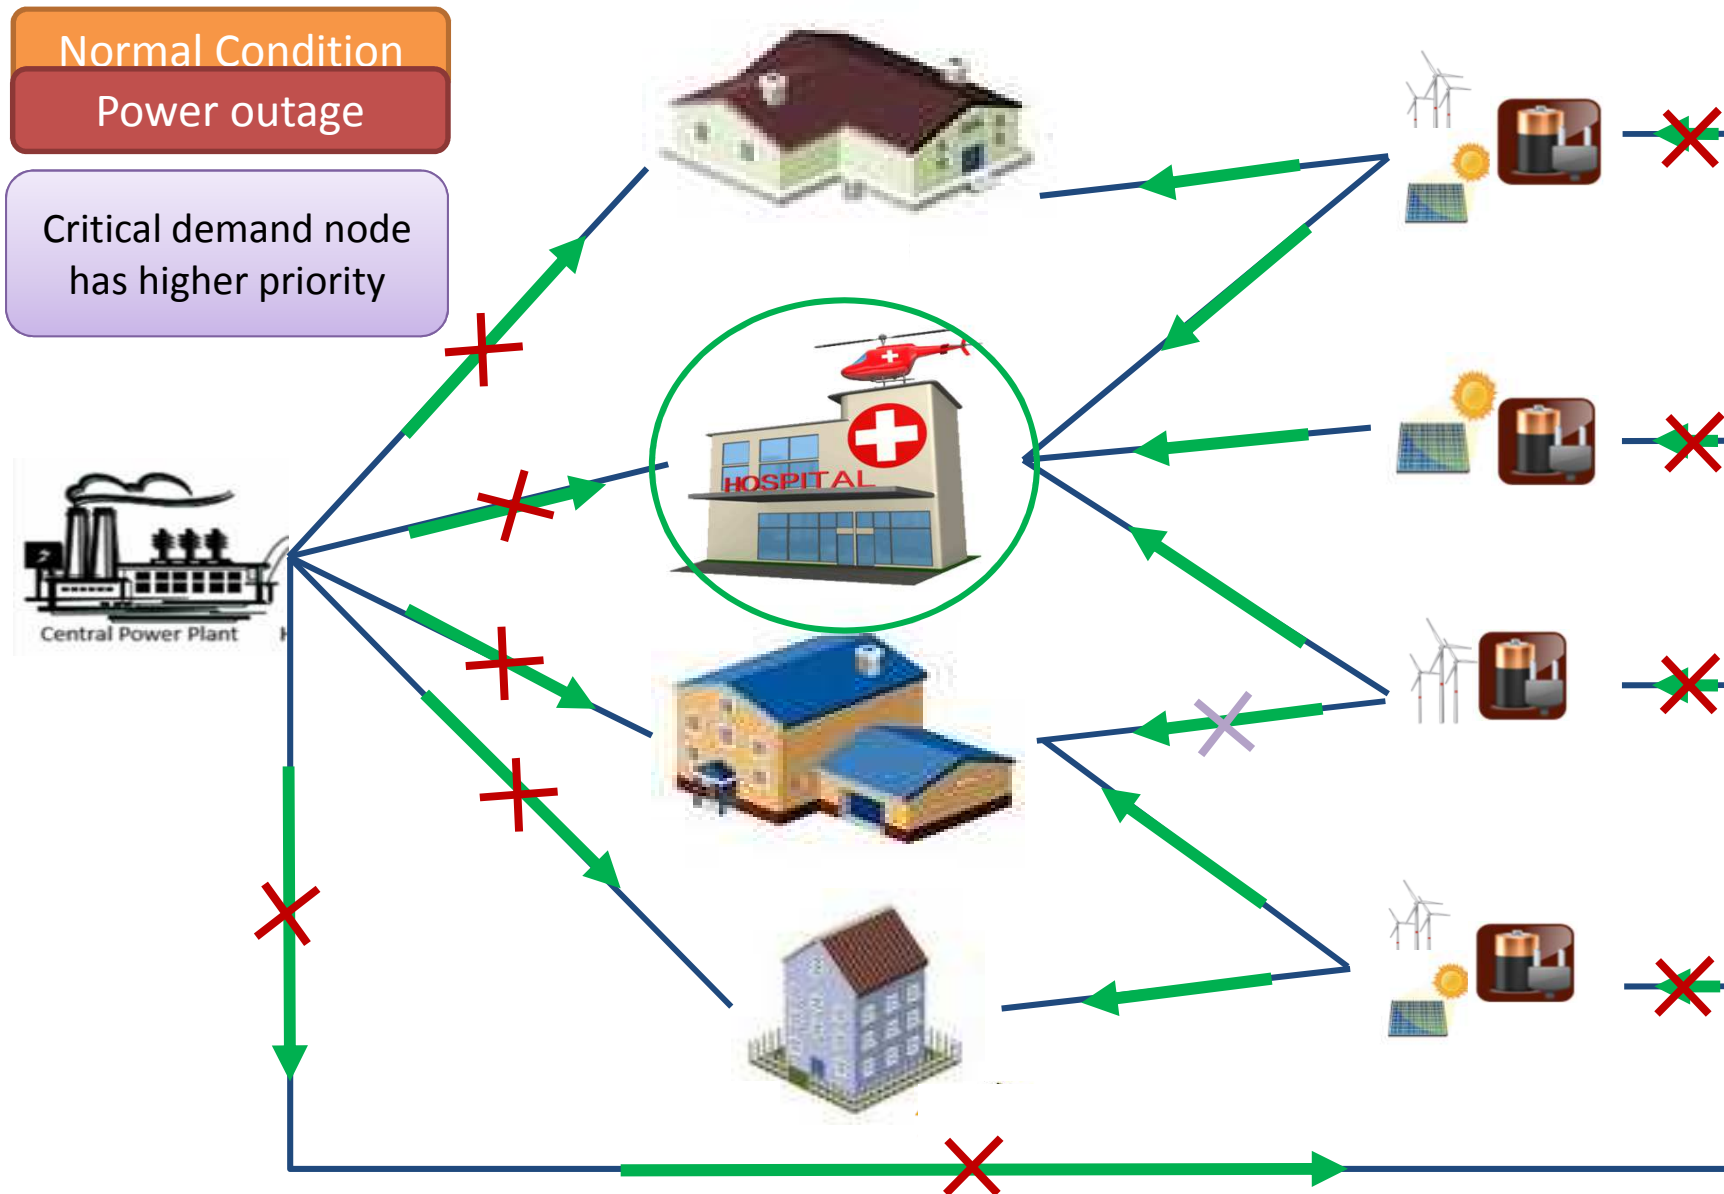 Normal Condition
Power outage
Critical demand node
has higher priority
HOSPITAL
Central Power Plant